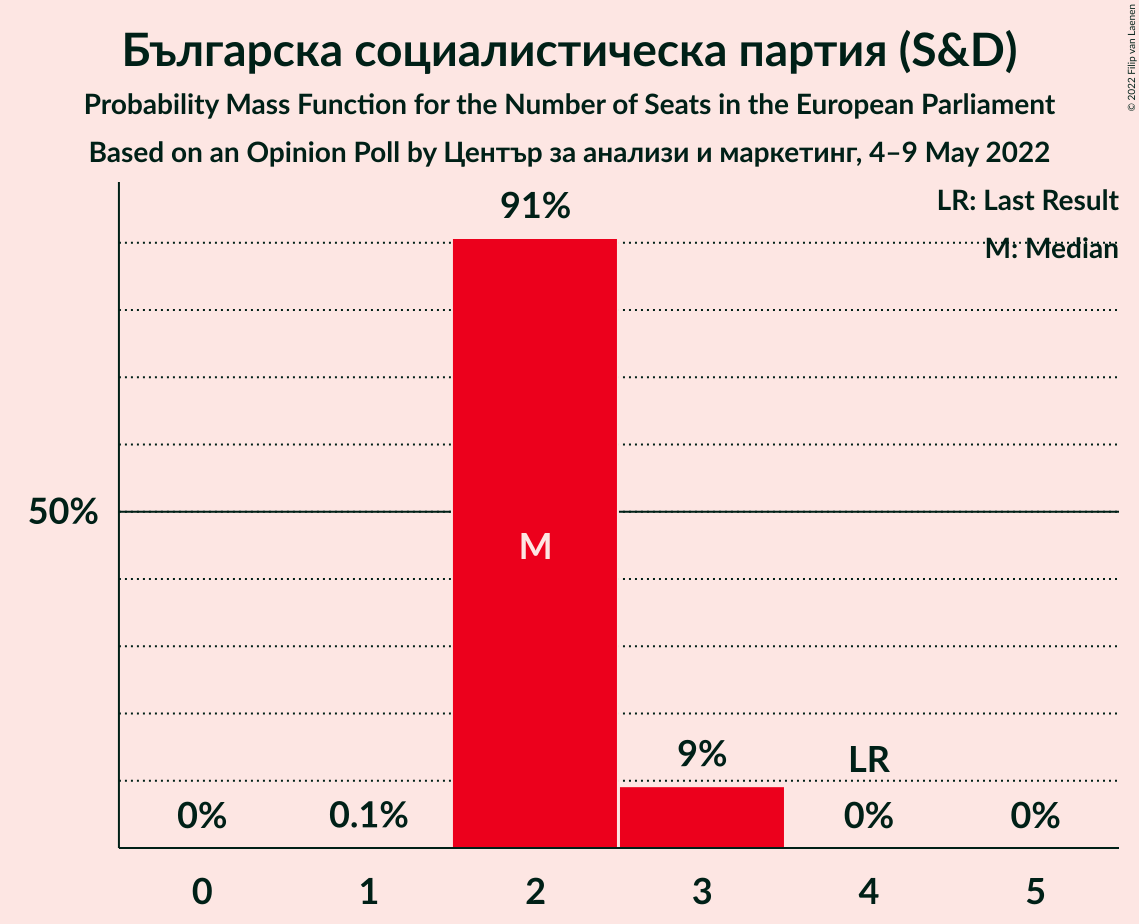 Българска социалистическа партия (S&D)
Probability Mass Function for the Number of Seats in the European Parliament
Based on an Opinion Poll by Център за анализи и маркетинг, 4–9 May 2022
© 2022 Filip van Laenen
LR: Last Result
M: Median
91%
50%
M
9%
LR
0%
0.1%
0%
0%
0 1 2 3 4 5